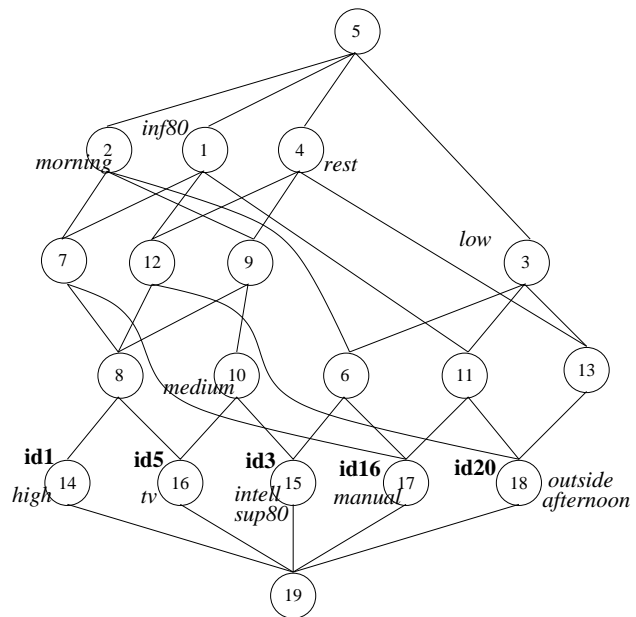 5
inf80
2
1
4
morning
rest
low
7
12
9
3
8
medium
10
6
11
13
id1
id5
id3
id16
id20
high
14
tv
16
intell
15
manual
17
18
outside
sup80
afternoon
19